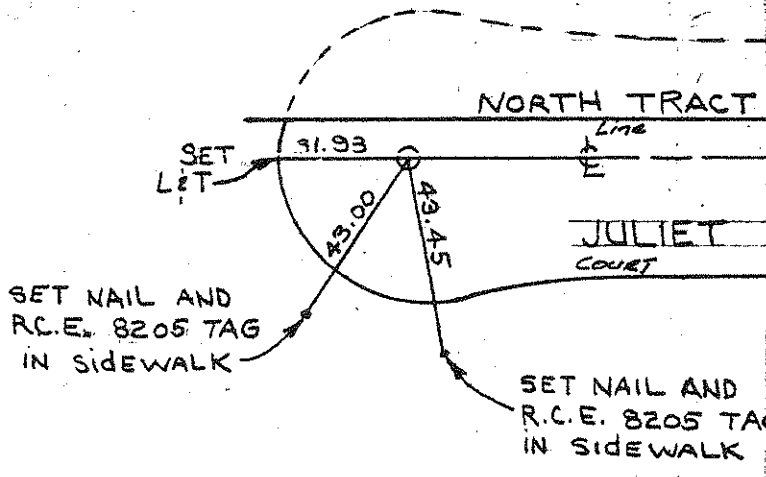 NORTH TRACT
Line
31.93
SET
L&T
℄
43.00
43.45
JULIET
COURT
SET NAIL AND
R.C.E. 8205 TAG
IN SIDEWALK
SET NAIL AND
R.C.E. 8205 TAG
IN SIDEWALK